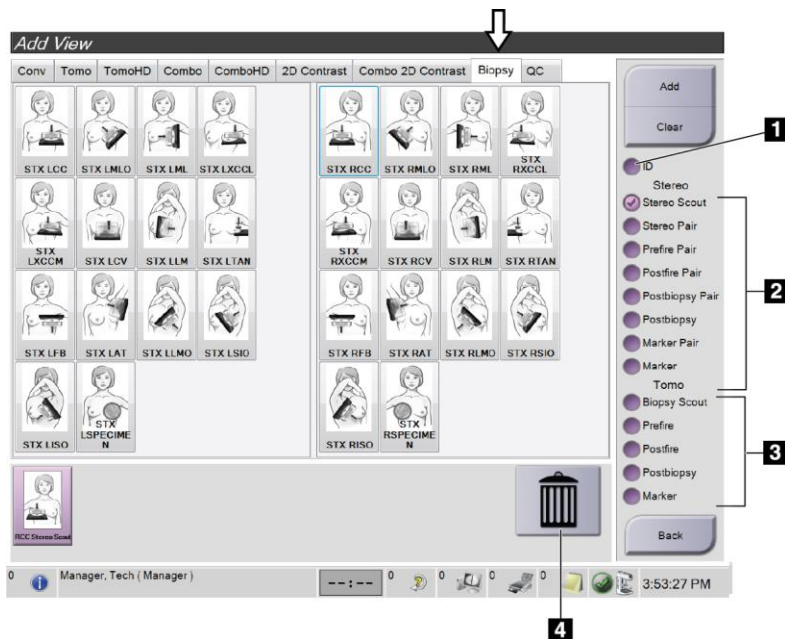 Add View
Conv Tomo TomoHD Combo ComboHD 2D Contrast Combo 2D Contrast Biopsy QC
STX LCC STX LMLO STX LML STX LXCCL
STX RCC STX RMLO STX RML STX RXCCL
STX LXCCM STX LCV STX LLM STX LTAN
STX RXCCM STX RCV STX RLM STX RTAN
STX LFB STX LAT STX LLMO STX LSIO
STX RFB STX RAT STX RLMO STX RSIO
STX LISO STX LSPECIMEN
STX RISO STX RSPECIMEN
RCC Stereo Scout
Add
Clear
1
ID
Stereo
Stereo Scout
Stereo Pair
Prefire Pair
Postfire Pair
Postbiopsy Pair
2
Postbiopsy
Marker Pair
Marker
Tomo
Biopsy Scout
Prefire
Postfire
3
Postbiopsy
Marker
Back
0 Manager, Tech ( Manager ) --:-- 0 0 0 0 3:53:27 PM
4